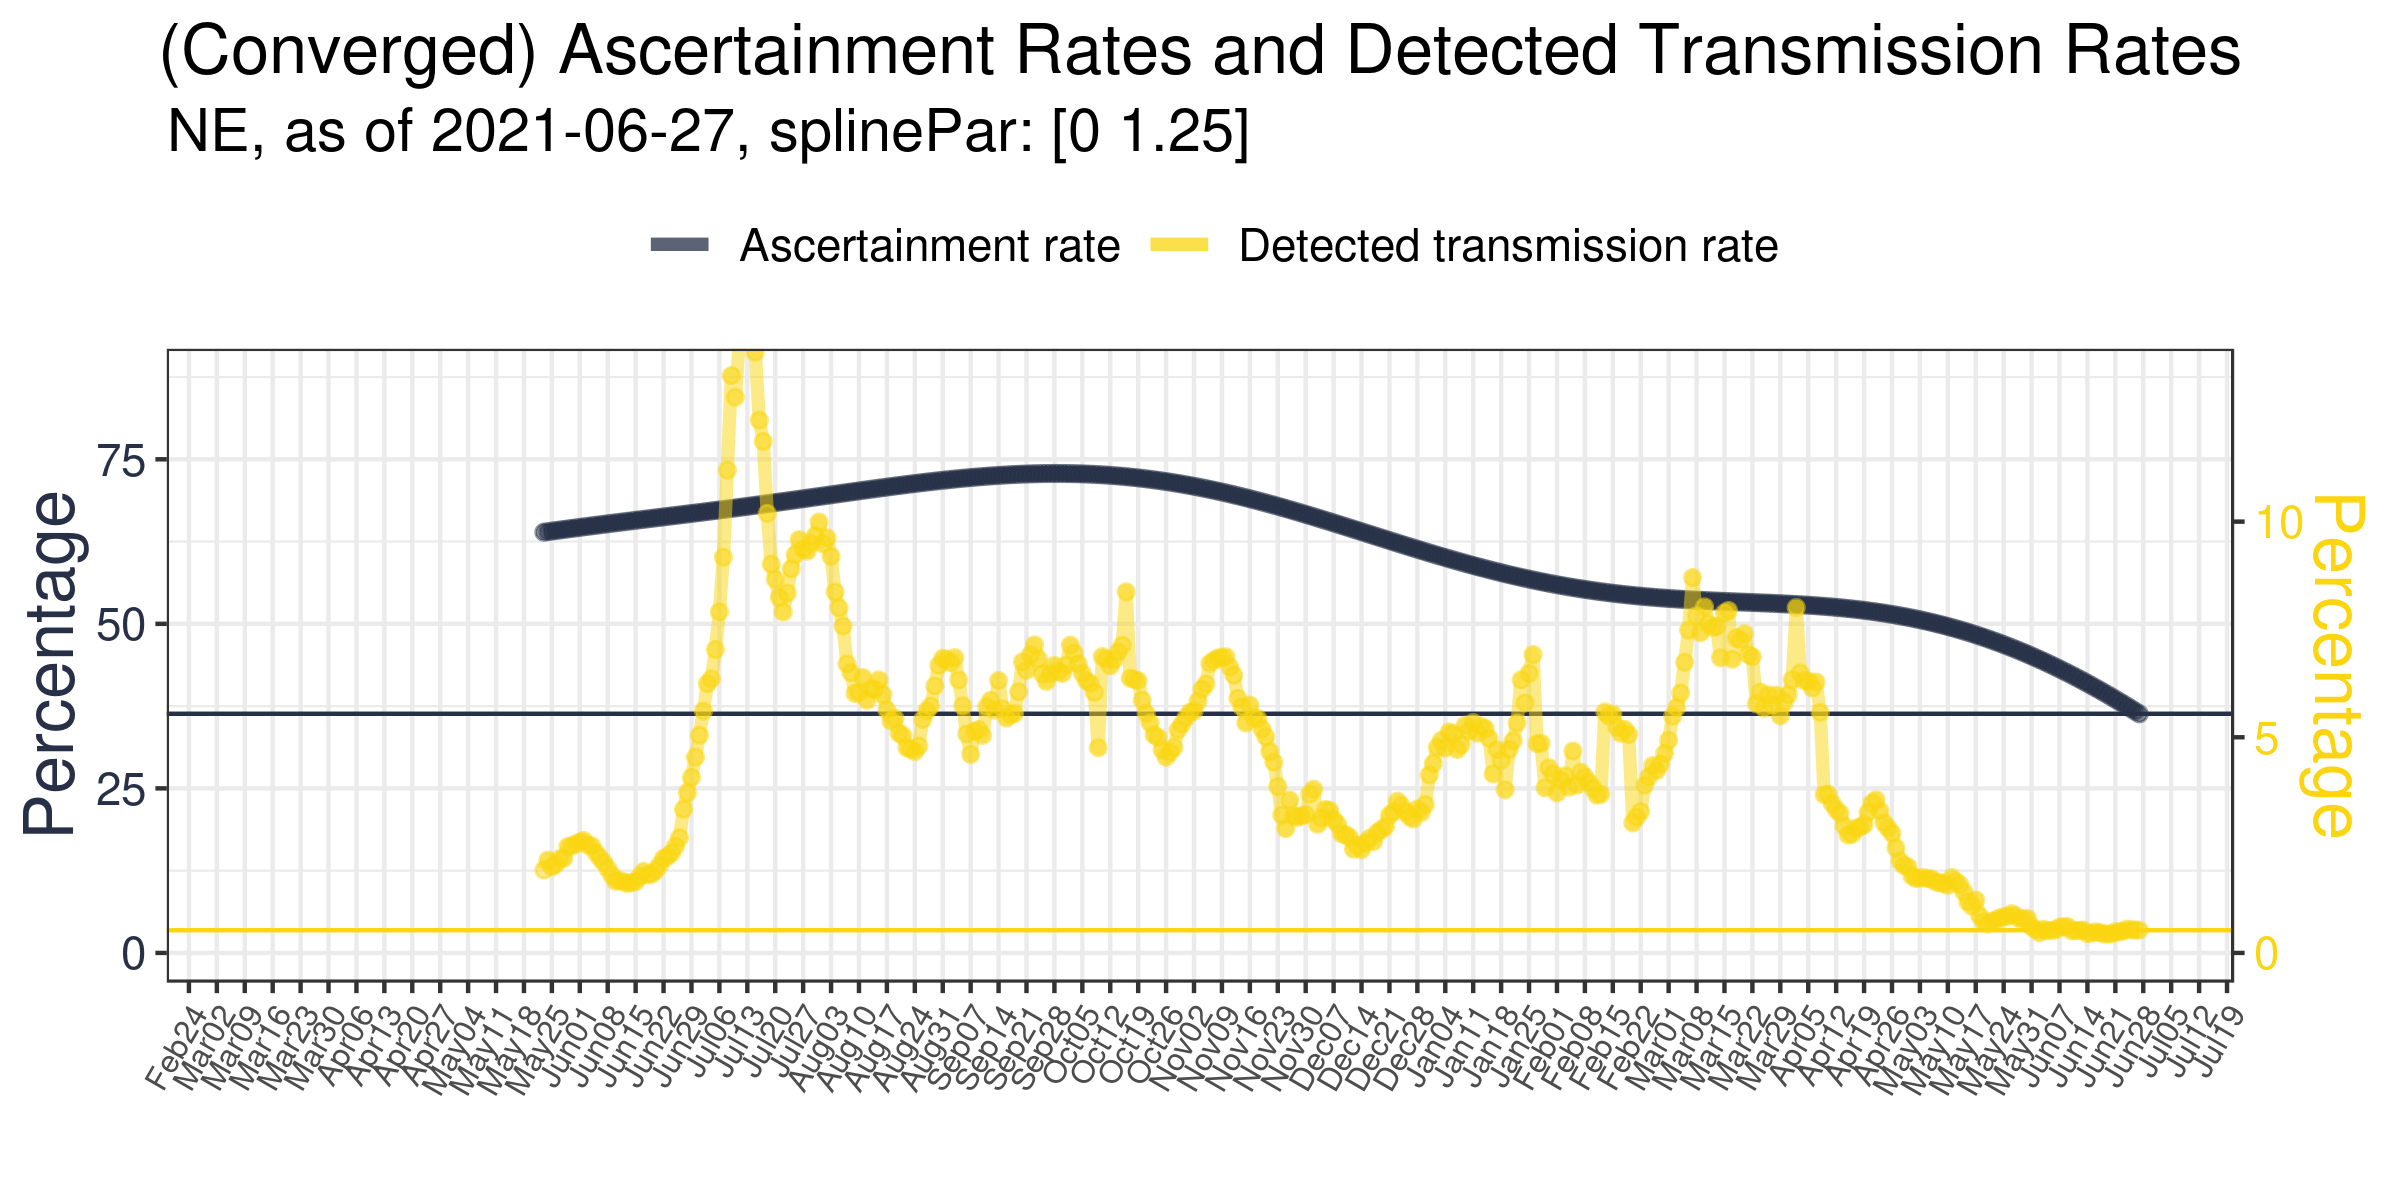 (Converged) Ascertainment Rates and Detected Transmission Rates
NE, as of 2021-06-27, splinePar: [0 1.25]
Ascertainment rate
Detected transmission rate
Percentage
75
50
25
0
10
5
0
Percentage
Feb24
Mar02
Mar09
Mar16
Mar23
Mar30
Apr06
Apr13
Apr20
Apr27
May04
May11
May18
May25
Jun01
Jun08
Jun15
Jun22
Jun29
Jul06
Jul13
Jul20
Jul27
Aug03
Aug10
Aug17
Aug24
Aug31
Sep07
Sep14
Sep21
Sep28
Oct05
Oct12
Oct19
Oct26
Nov02
Nov09
Nov16
Nov23
Nov30
Dec07
Dec14
Dec21
Dec28
Jan04
Jan11
Jan18
Jan25
Feb01
Feb08
Feb15
Feb22
Mar01
Mar08
Mar15
Mar22
Mar29
Apr05
Apr12
Apr19
Apr26
May03
May10
May17
May24
May31
Jun07
Jun14
Jun21
Jun28
Jul05
Jul12
Jul19